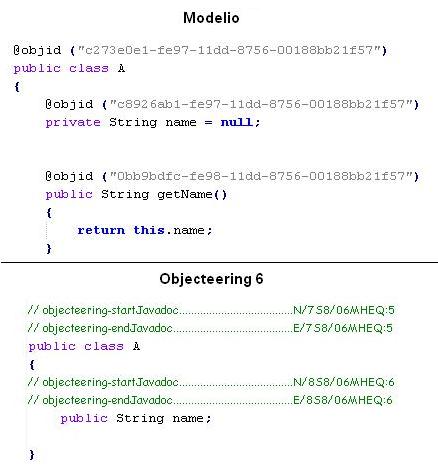 Modelio
@objid ("c273e0e1-fe97-11dd-8756-00188bb21f57")
public class A
{
@objid ("c8926ab1-fe97-11dd-8756-00188bb21f57")
private String name = null;
@objid ("0bb9bdfc-fe98-11dd-8756-00188bb21f57")
public String getName()
{
return this.name;
}
Objecteering 6
// objecteering-startJavadoc......................................N/7S8/06MHEQ:5
// objecteering-endJavadoc.......................................E/7S8/06MHEQ:5
public class A
{
// objecteering-startJavadoc......................................N/8S8/06MHEQ:6
// objecteering-endJavadoc.......................................E/8S8/06MHEQ:6
public String name;
}